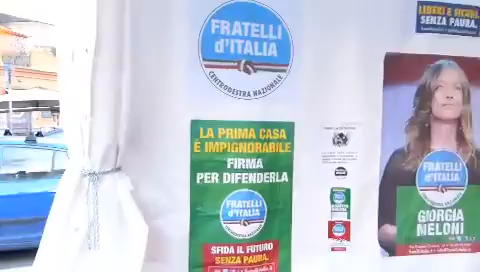 FRATELLI
d'ITALIA
CENTRODESTRA NAZIONALE
LA PRIMA CASA
È IMPIGNORABILE
FIRMA
PER DIFENDERLA
FRATELLI
d'ITALIA
SFIDA IL FUTURO
SENZA PAURA.
LIBERI E SICURI.
SENZA PAURA.
FRATELLI
d'ITALIA
GIORGIA
MELONI